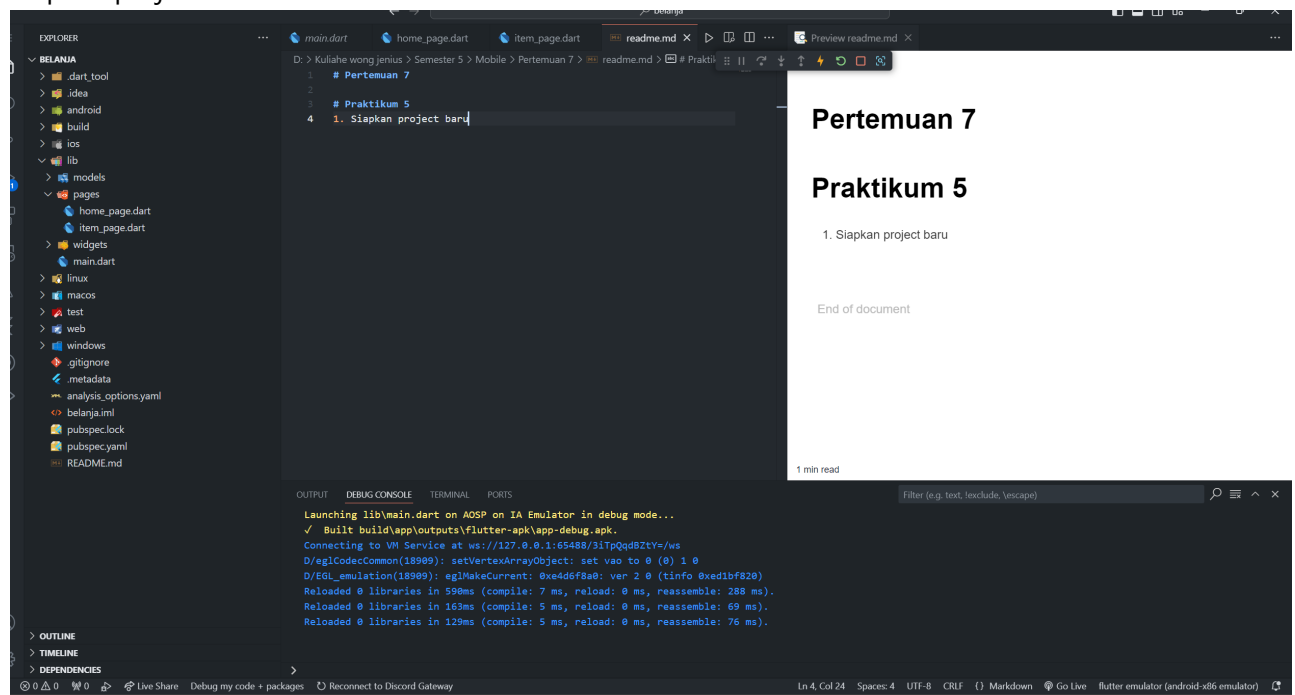 belanja
EXPLORER
main.dart
home_page.dart
item_page.dart
readme.md
Preview readme.md
BELANJA
.dart_tool
.idea
android
build
ios
lib
models
pages
home_page.dart
item_page.dart
widgets
main.dart
linux
macos
test
web
windows
.gitignore
.metadata
analysis_options.yaml
belanja.iml
pubspec.lock
pubspec.yaml
README.md
OUTLINE
TIMELINE
DEPENDENCIES
D: > Kuliahe wong jenius > Semester 5 > Mobile > Pertemuan 7 > readme.md > # Prakti
1 # Pertemuan 7
2
3 # Praktikum 5
4 1. Siapkan project baru
Pertemuan 7
Praktikum 5
1. Siapkan project baru
End of document
1 min read
OUTPUT DEBUG CONSOLE TERMINAL PORTS
Filter (e.g. text, !exclude, \escape)
Launching lib\main.dart on AOSP on IA Emulator in debug mode...
✓ Built build\app\outputs\flutter-apk\app-debug.apk.
Connecting to VM Service at ws://127.0.0.1:65488/3iTpQqdBZtY=/ws
D/eglCodecCommon(18909): setVertexArrayObject: set vao to 0 (0) 1 0
D/EGL_emulation(18909): eglMakeCurrent: 0xe4d6f8a0: ver 2 0 (tinfo 0xed1bf820)
Reloaded 0 libraries in 590ms (compile: 7 ms, reload: 0 ms, reassemble: 288 ms).
Reloaded 0 libraries in 163ms (compile: 5 ms, reload: 0 ms, reassemble: 69 ms).
Reloaded 0 libraries in 129ms (compile: 5 ms, reload: 0 ms, reassemble: 76 ms).
0 0 0 Live Share Debug my code + packages Reconnect to Discord Gateway
Ln 4, Col 24 Spaces: 4 UTF-8 CRLF {} Markdown Go Live flutter emulator (android-x86 emulator)